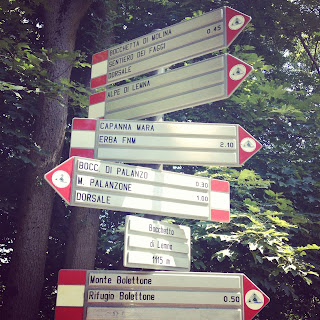 BOCCHETTA DI MOLINA 0.45
SENTIERO DEI FAGGI
DORSALE
ALPE DI LEMNA
CAPANNA MARA
ERBA FNM 2.10
BOCC. DI PALANZO 0.30
M. PALANZONE 1.00
DORSALE
Bocchetta
di Lemna
1115 m
Monte Bolettone
Rifugio Bolettone 0.50